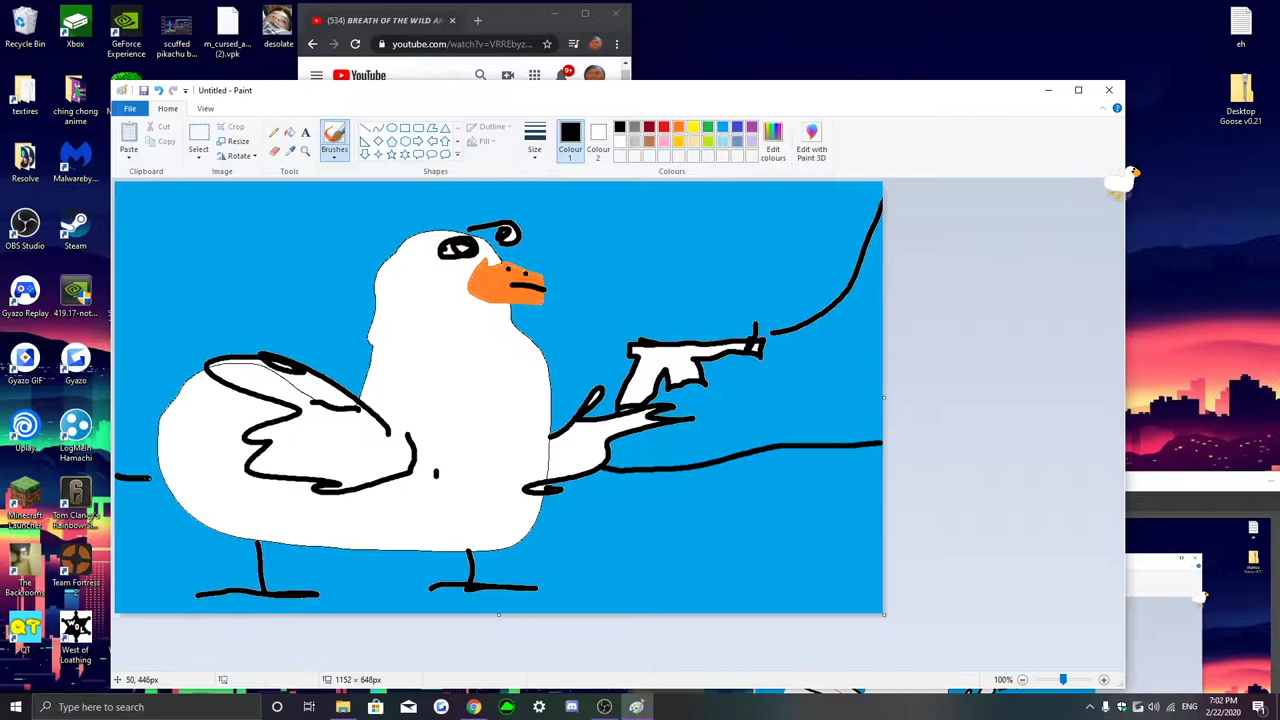 (534) BREATH OF THE WILD AN
youtube.com/watch?v=VRREbyz...
YouTube
9+
Recycle Bin
Xbox
GeForce Experience
scuffed pikachu b...
m_cursed_a... (2).vpk
desolate
eh
textires
ching chong anime
Desktop Goose v0.21
Resolve
Malwareby...
OBS Studio
Steam
Gyazo Replay
419.17-not...
Gyazo GIF
Gyazo
Uplay
LogMeIn Hamachi
Minecraft Launcher
Tom Clancy's Rainbow S...
The Backrooms
Team Fortress 2
QT
West of Loathing
Untitled - Paint
File
Home
View
Paste
Cut
Copy
Clipboard
Select
Crop
Resize
Rotate
Image
A
Tools
Brushes
Outline
Fill
Shapes
Size
Colour 1
Colour 2
Edit colours
Edit with Paint 3D
Colours
50, 446px
1152 × 648px
100%
Type here to search
ENG
7:02 PM
2/22/2020